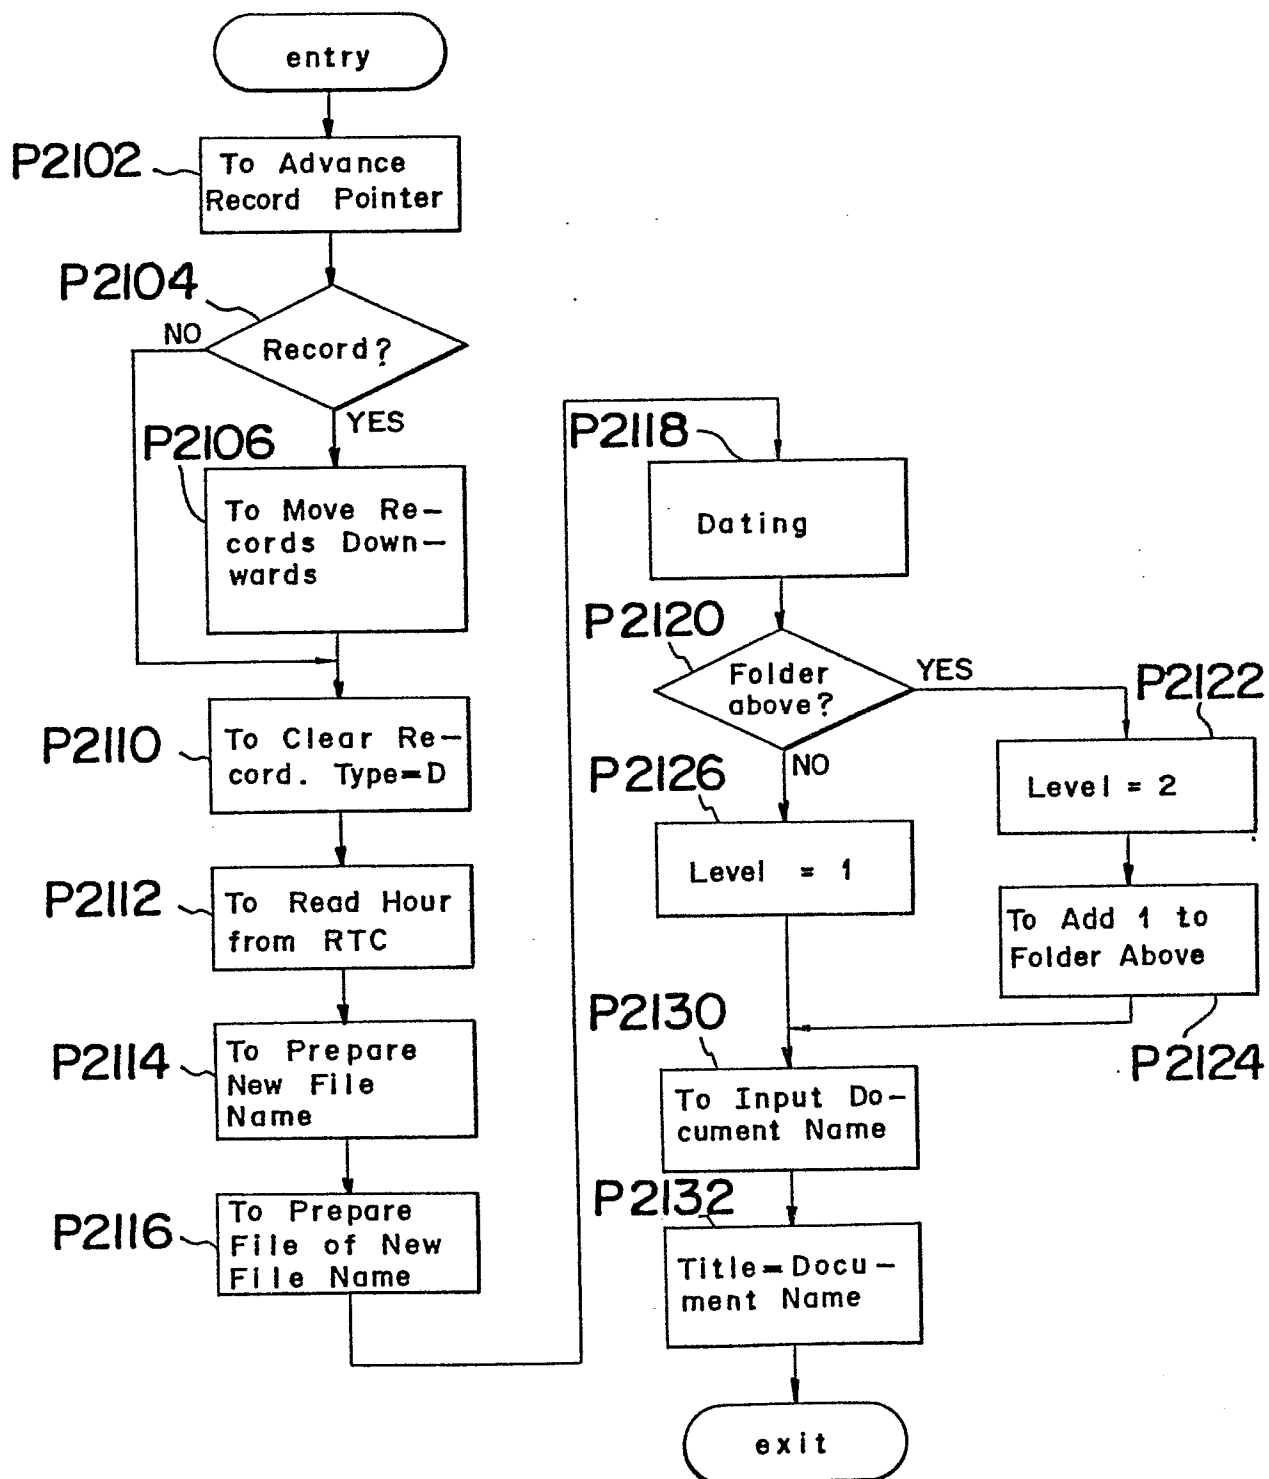 entry
P2102
To Advance
Record Pointer
P2104
NO
Record?
YES
P2106
To Move Re-
cords Down-
wards
P2110
To Clear Re-
cord. Type=D
P2112
To Read Hour
from RTC
P2114
To Prepare
New File
Name
P2116
To Prepare
File of New
File Name
P2118
Dating
P2120
Folder
above?
YES
NO
P2122
Level = 2
P2126
Level = 1
To Add 1 to
Folder Above
P2124
P2130
To Input Do-
cument Name
P2132
Title=Docu-
ment Name
exit